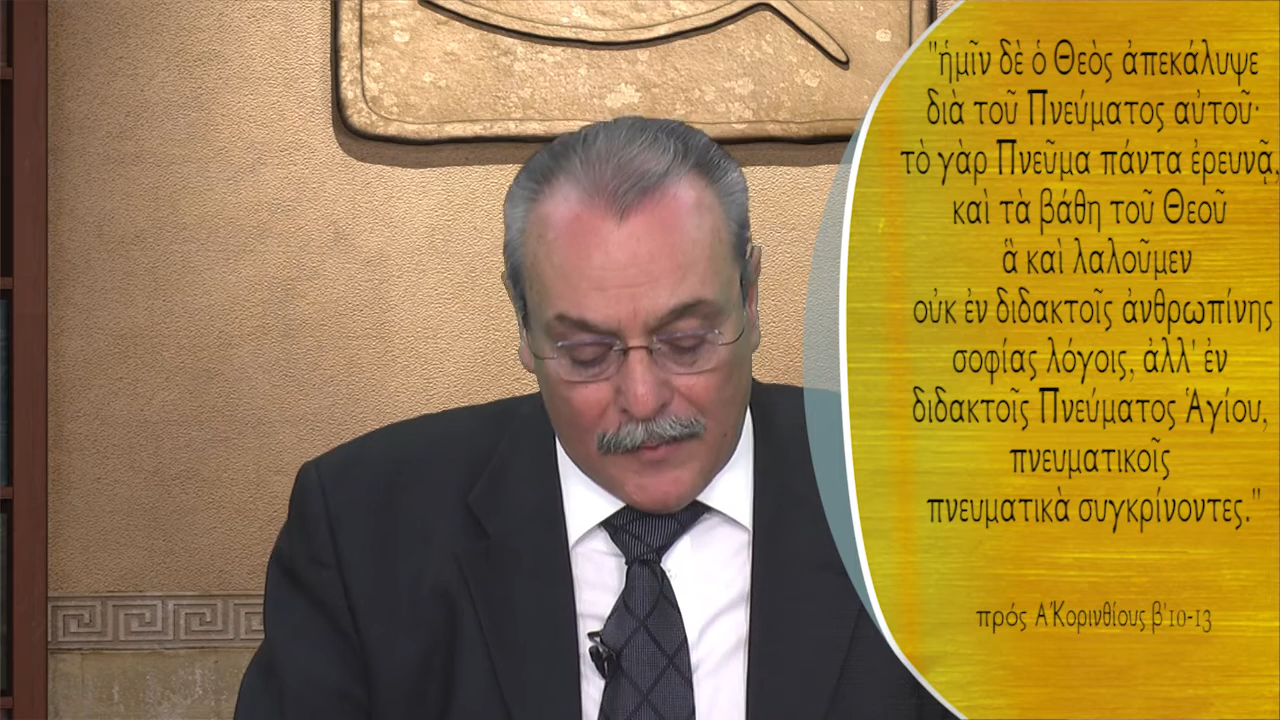 "ἡμῖν δὲ ὁ Θεὸς ἀπεκάλυψε
διὰ τοῦ Πνεύματος αὐτοῦ·
τὸ γὰρ Πνεῦμα πάντα ἐρευνᾷ,
καὶ τὰ βάθη τοῦ Θεοῦ
ἃ καὶ λαλοῦμεν
οὐκ ἐν διδακτοῖς ἀνθρωπίνης
σοφίας λόγοις, ἀλλ' ἐν
διδακτοῖς Πνεύματος Ἁγίου,
πνευματικοῖς
πνευματικὰ συγκρίνοντες."
πρός Α'Κορινθίους β'10-13